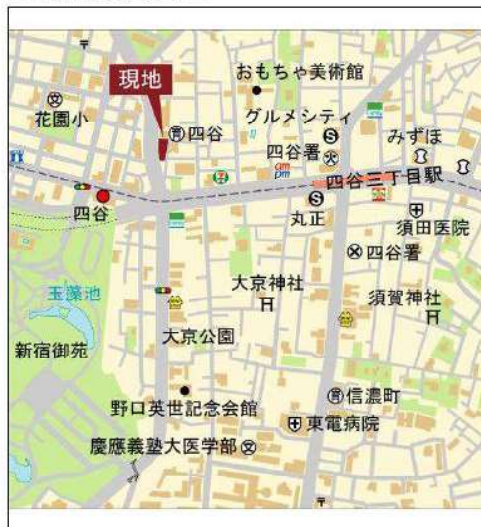 現地
おもちゃ美術館
花園小
四谷
グルメシティ
四谷署
みずほ
am
pm
四谷三丁目駅
四谷
丸正
須田医院
四谷署
玉藻池
大京神社
須賀神社
新宿御苑
大京公園
野口英世記念会館
信濃町
東電病院
慶應義塾大医学部